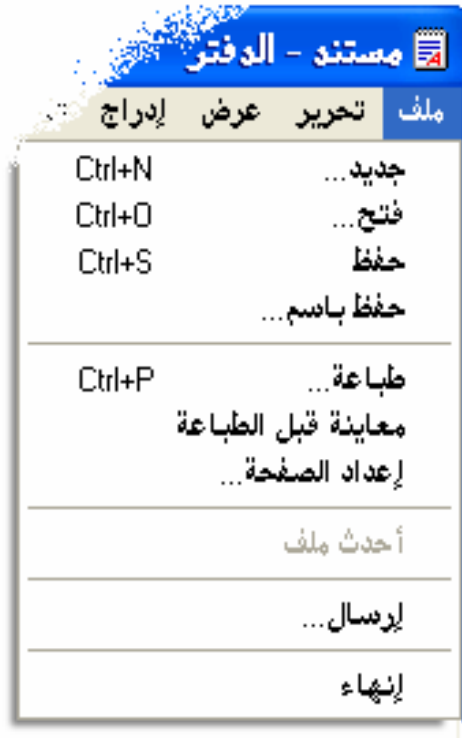 مستند - الدفتر
ملف تحرير عرض إدراج
جديد... Ctrl+N
فتح... Ctrl+O
حفظ Ctrl+S
حفظ باسم...
طباعة... Ctrl+P
معاينة قبل الطباعة
إعداد الصفحة...
أحدث ملف
إرسال...
إنهاء